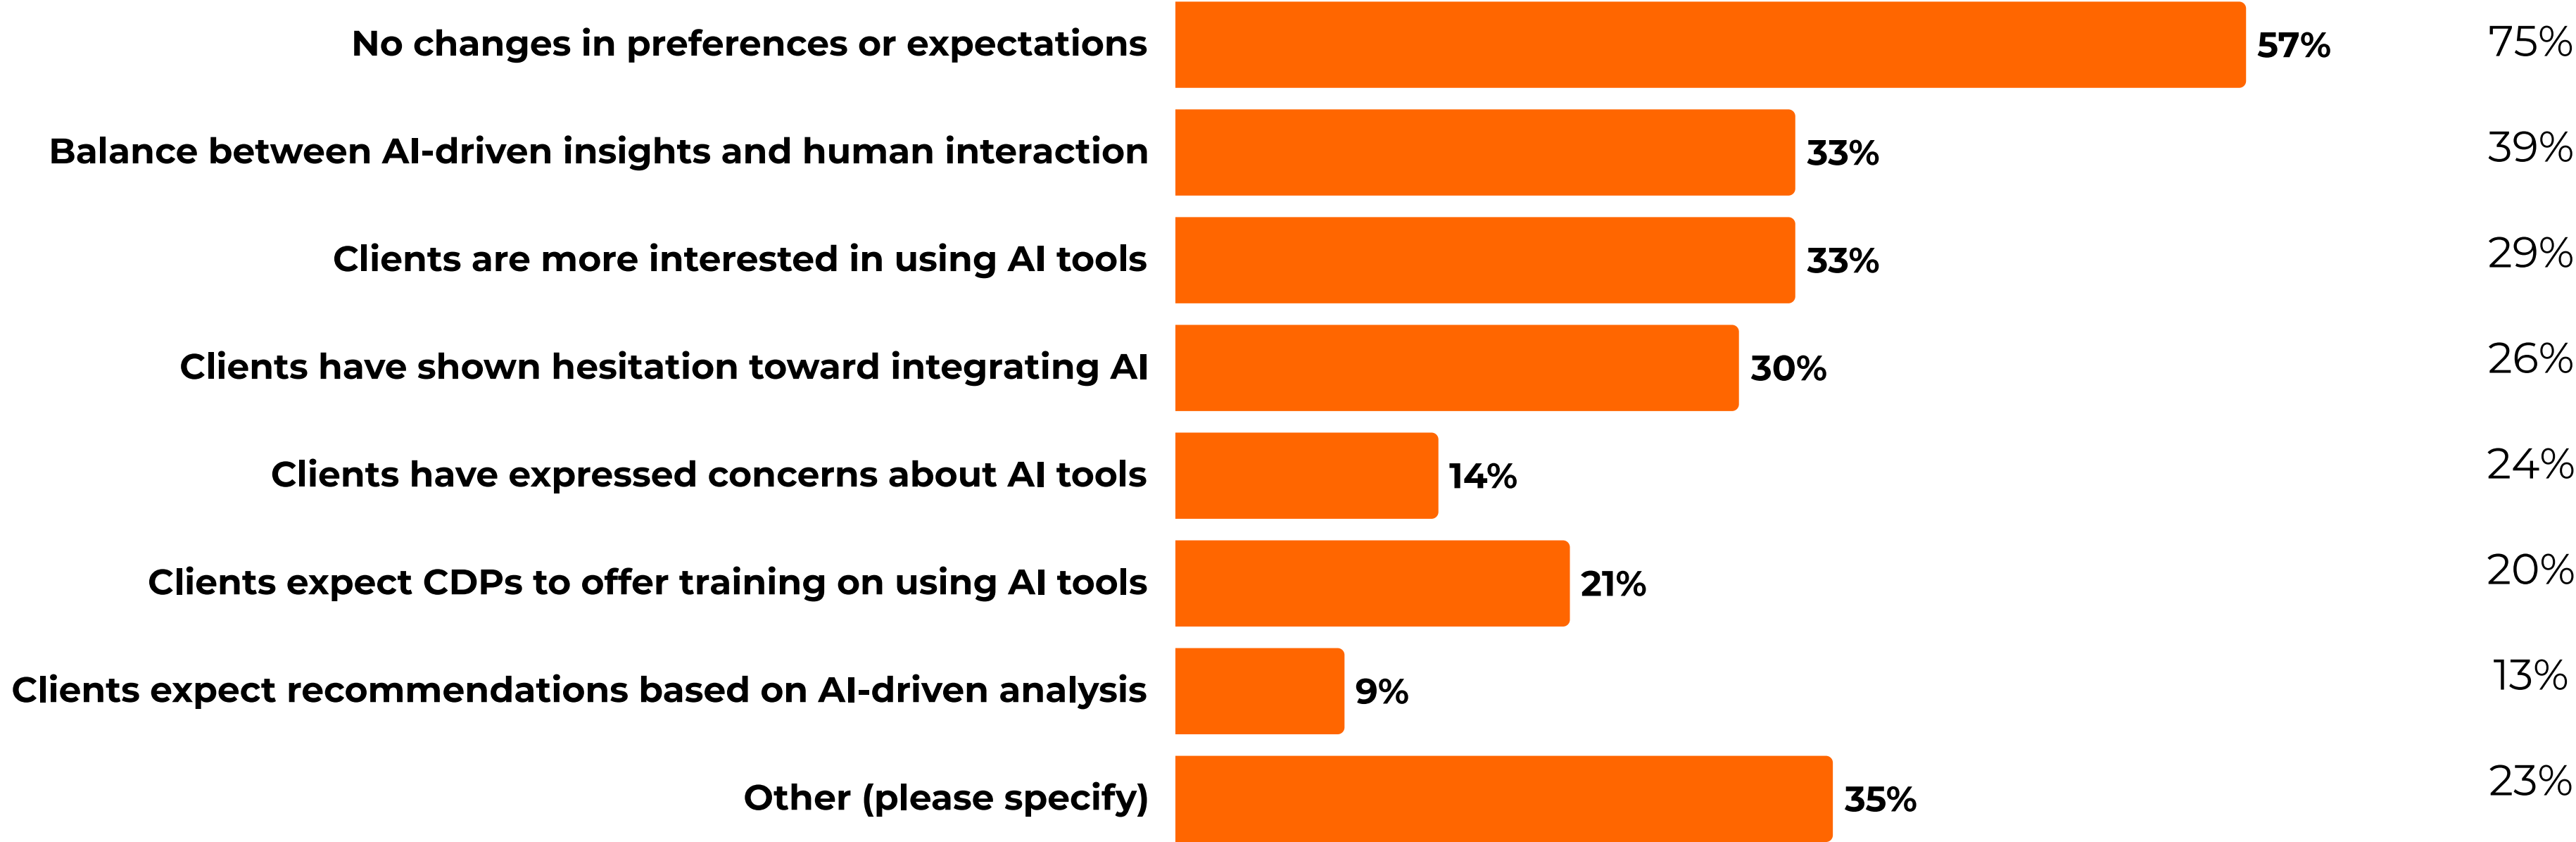 No changes in preferences or expectations 57% 75%
Balance between AI-driven insights and human interaction 33% 39%
Clients are more interested in using AI tools 33% 29%
Clients have shown hesitation toward integrating AI 30% 26%
Clients have expressed concerns about AI tools 14% 24%
Clients expect CDPs to offer training on using AI tools 21% 20%
Clients expect recommendations based on AI-driven analysis 9% 13%
Other (please specify) 35% 23%